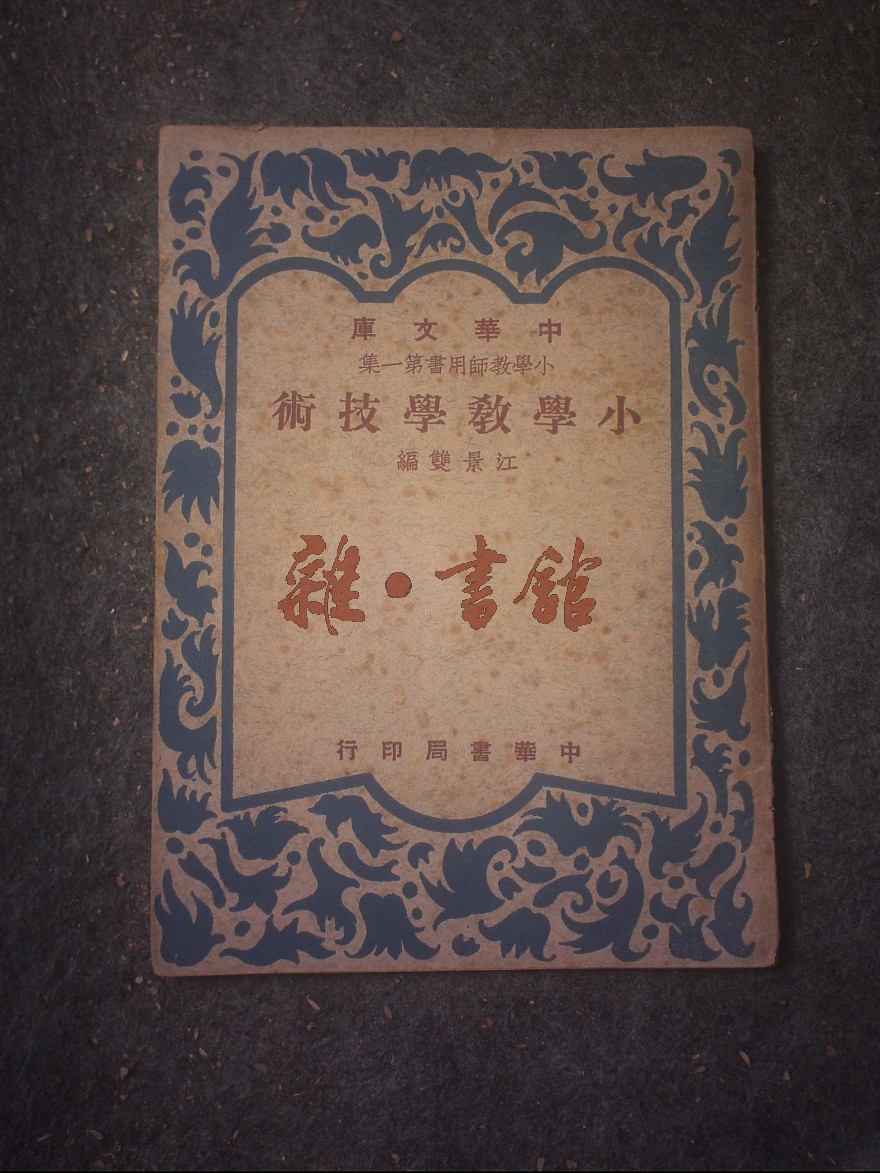 中華文庫
小學教師用書第一集
小學教學技術
江景雙編
雜·書館
中華書局印行